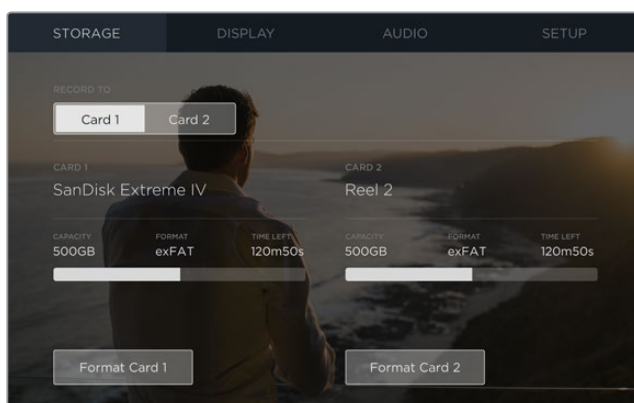 STORAGE DISPLAY AUDIO SETUP
RECORD TO
Card 1 Card 2
CARD 1 CARD 2
SanDisk Extreme IV Reel 2
CAPACITY FORMAT TIME LEFT CAPACITY FORMAT TIME LEFT
500GB exFAT 120m50s 500GB exFAT 120m50s
Format Card 1 Format Card 2